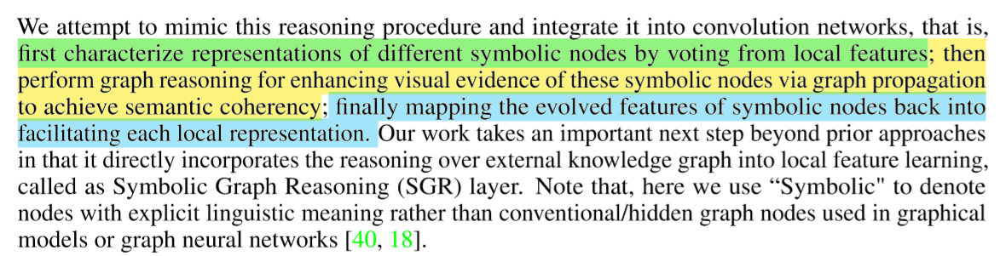 We attempt to mimic this reasoning procedure and integrate it into convolution networks, that is,
first characterize representations of different symbolic nodes by voting from local features; then
perform graph reasoning for enhancing visual evidence of these symbolic nodes via graph propagation
to achieve semantic coherency; finally mapping the evolved features of symbolic nodes back into
facilitating each local representation. Our work takes an important next step beyond prior approaches
in that it directly incorporates the reasoning over external knowledge graph into local feature learning,
called as Symbolic Graph Reasoning (SGR) layer. Note that, here we use “Symbolic" to denote
nodes with explicit linguistic meaning rather than conventional/hidden graph nodes used in graphical
models or graph neural networks [40, 18].